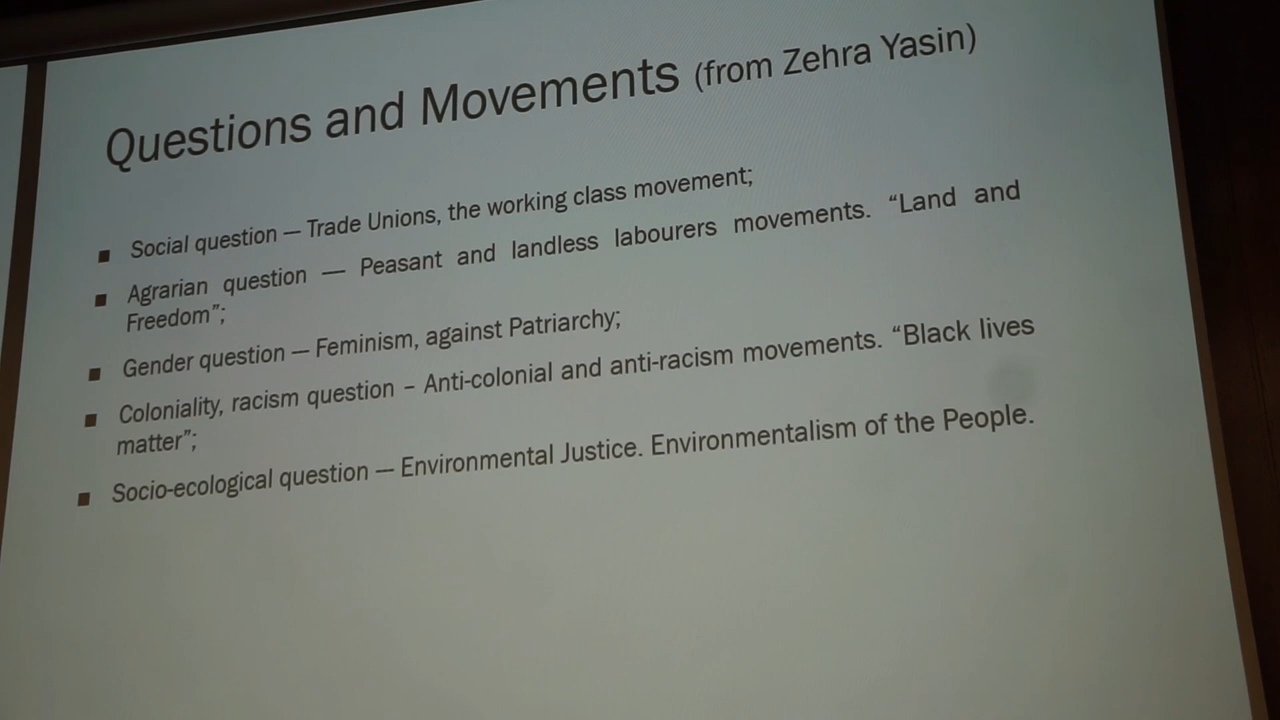 Questions and Movements (from Zehra Yasin)
■ Social question — Trade Unions, the working class movement;
■ Agrarian question — Peasant and landless labourers movements. “Land and
Freedom”;
■ Gender question — Feminism, against Patriarchy;
■ Coloniality, racism question – Anti-colonial and anti-racism movements. “Black lives
matter”;
■ Socio-ecological question — Environmental Justice. Environmentalism of the People.